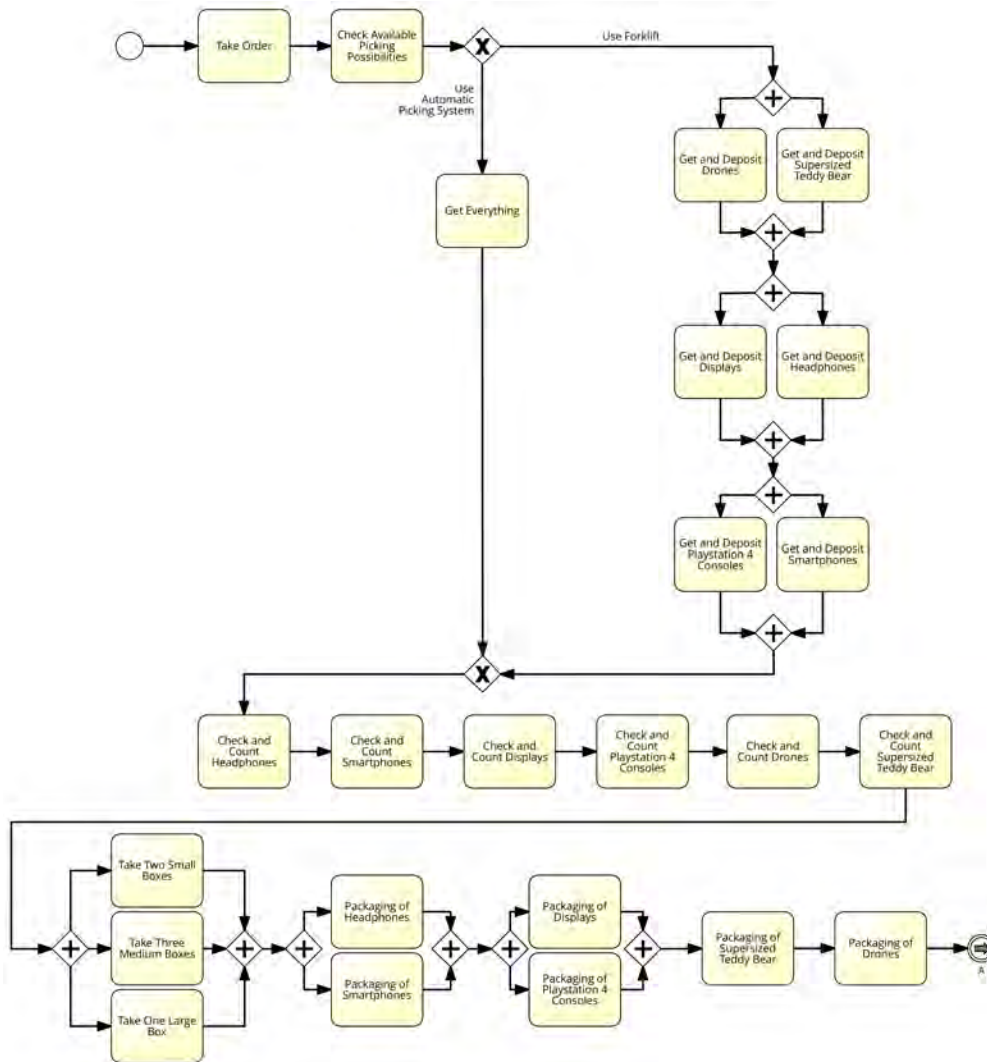 Take Order
Check Available
Picking
Possibilities
Use Forklift
Use
Automatic
Picking System
Get and Deposit
Drones
Get and Deposit
Supersized
Teddy Bear
Get Everything
Get and Deposit
Displays
Get and Deposit
Headphones
Get and Deposit
Playstation 4
Consoles
Get and Deposit
Smartphones
Check and
Count
Headphones
Check and
Count
Smartphones
Check and
Count Displays
Check and
Count
Playstation 4
Consoles
Check and
Count Drones
Check and
Count
Supersized
Teddy Bear
Take Two Small
Boxes
Take Three
Medium Boxes
Take One Large
Box
Packaging of
Headphones
Packaging of
Smartphones
Packaging of
Displays
Packaging of
Playstation 4
Consoles
Packaging of
Supersized
Teddy Bear
Packaging of
Drones
A